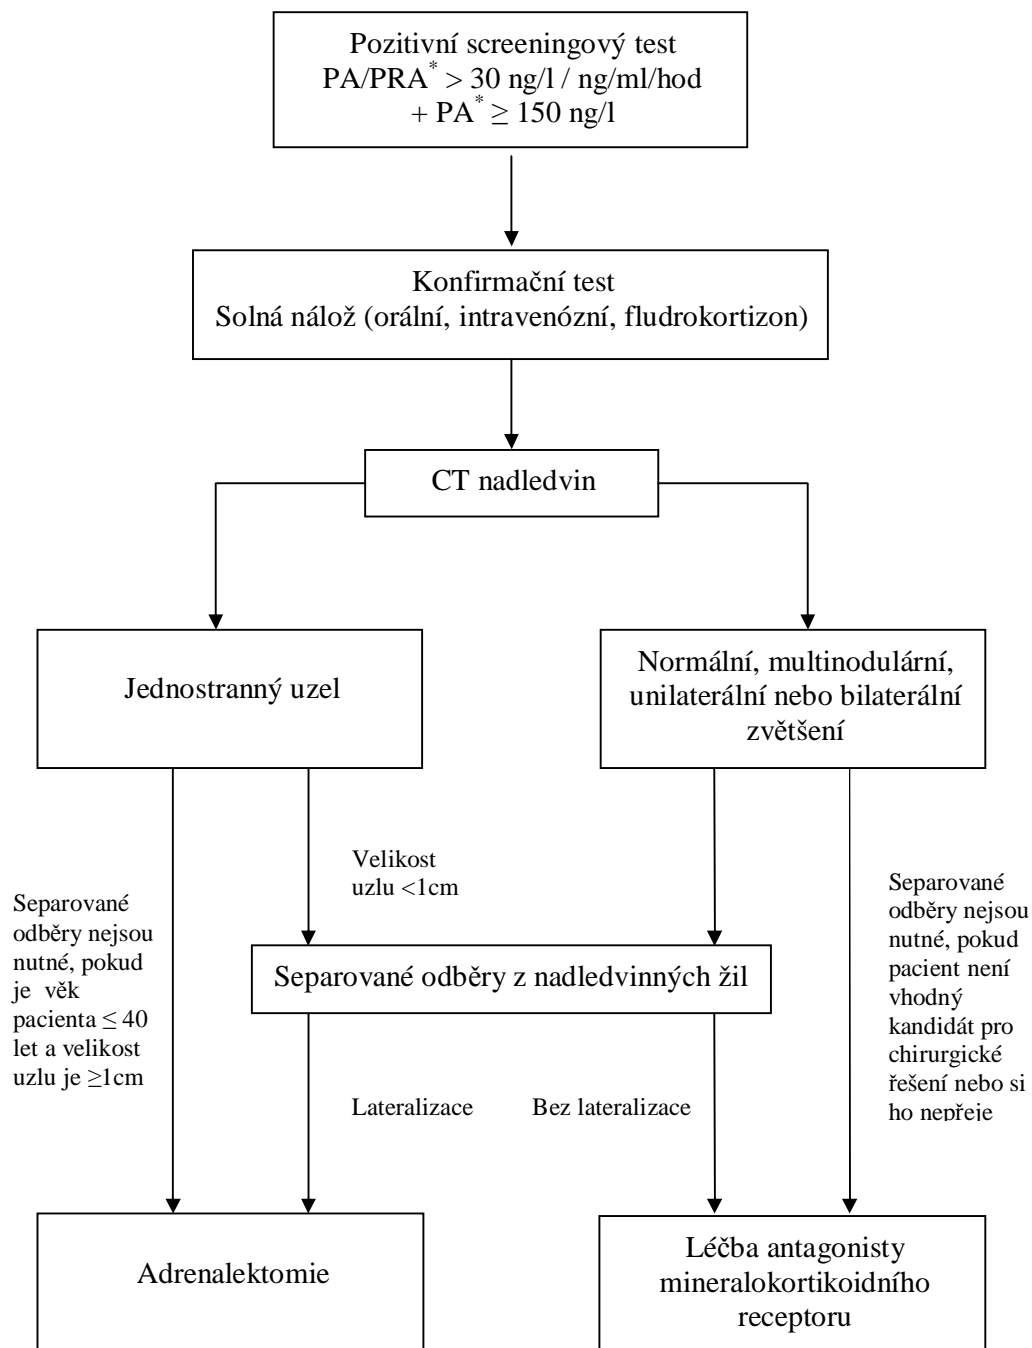 Pozitivní screeningový test
PA/PRA* > 30 ng/l / ng/ml/hod
+ PA* ≥ 150 ng/l
Konfirmační test
Solná nálož (orální, intravenózní, fludrokortizon)
CT nadledvin
Jednostranný uzel
Normální, multinodulární,
unilaterální nebo bilaterální
zvětšení
Velikost
uzlu <1cm
Separované
odběry nejsou
nutné, pokud
je věk
pacienta ≤ 40
let a velikost
uzlu je ≥1cm
Separované
odběry nejsou
nutné, pokud
pacient není
vhodný
kandidát pro
chirurgické
řešení nebo si
ho nepřeje
Separované odběry z nadledvinných žil
Lateralizace
Bez lateralizace
Adrenalektomie
Léčba antagonisty
mineralokortikoidního
receptoru